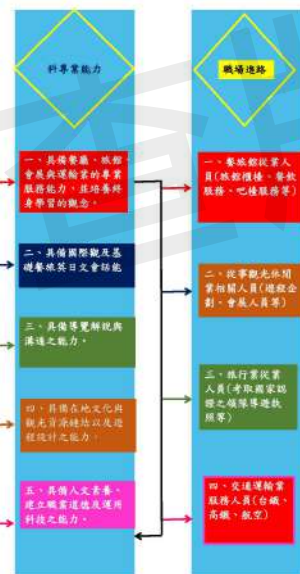 科專業能力
一、具備餐廳、旅館
會展與運輸業的專業
服務能力，並培養終
身學習的觀念。
二、具備國際觀及基
礎餐旅英日文會話能
三、具備導覽解說與
溝通之能力。
四、具備在地文化與
觀光資源鏈結以及遊
程設計之能力。
五、具備人文素養、
建立職業道德及運用
科技之能力。
職場進路
一、餐旅館從業人
員(旅館櫃檯、餐飲
服務、吧檯服務等)
二、從事觀光休閒
業相關人員(遊程企
劃、會展人員等)
三、旅行業從業
人員(考取國家認
證之領隊導遊執
照等)
四、交通運輸業
服務人員(台鐵、
高鐵、航空)